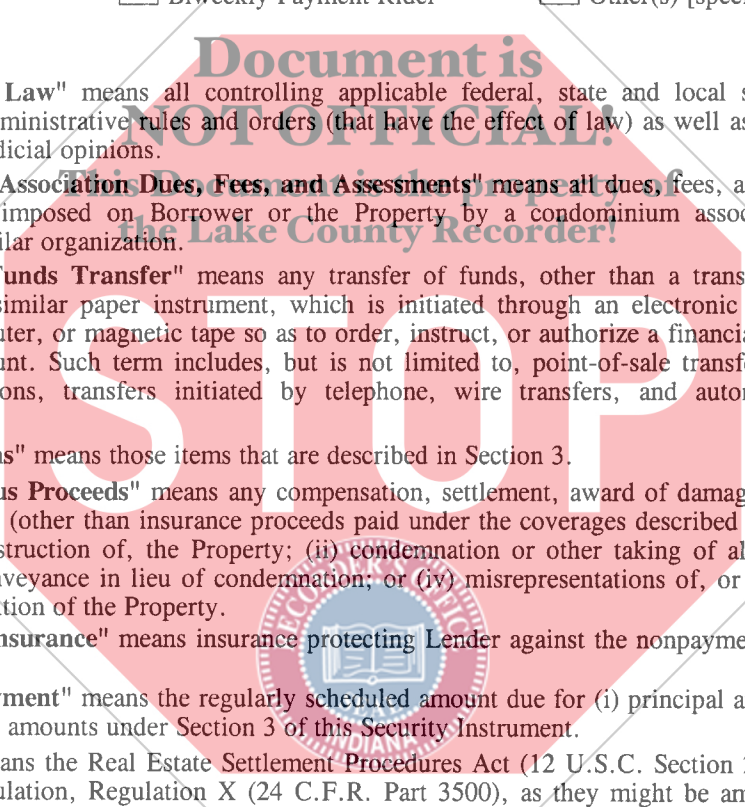 Biweekly Payment Rider Other(s) [spec
Document is
Law" means all controlling applicable federal, state and local s
ministrative rules and orders (that have the effect of law) as well as
NOT OFFICIAL!
dicial opinions.
Association Dues, Fees, and Assessments" means all dues, fees, a
This Document is the property of
imposed on Borrower or the Property by a condominium assoc
the Lake County Recorder!
ilar organization.
Funds Transfer" means any transfer of funds, other than a trans
similar paper instrument, which is initiated through an electronic
uter, or magnetic tape so as to order, instruct, or authorize a financia
unt. Such term includes, but is not limited to, point-of-sale transfe
ons, transfers initiated by telephone, wire transfers, and autor
STOP
ns" means those items that are described in Section 3.
us Proceeds" means any compensation, settlement, award of damag
(other than insurance proceeds paid under the coverages described
struction of, the Property; (ii) condemnation or other taking of al
nveyance in lieu of condemnation; or (iv) misrepresentations of, or
ition of the Property.
RECORDER'S OFFICE
nsurance" means insurance protecting Lender against the nonpayme
SEAL
yment" means the regularly scheduled amount due for (i) principal a
amounts under Section 3 of this Security Instrument.
INDIANA
ans the Real Estate Settlement Procedures Act (12 U.S.C. Section 2
ulation, Regulation X (24 C.F.R. Part 3500), as they might be am